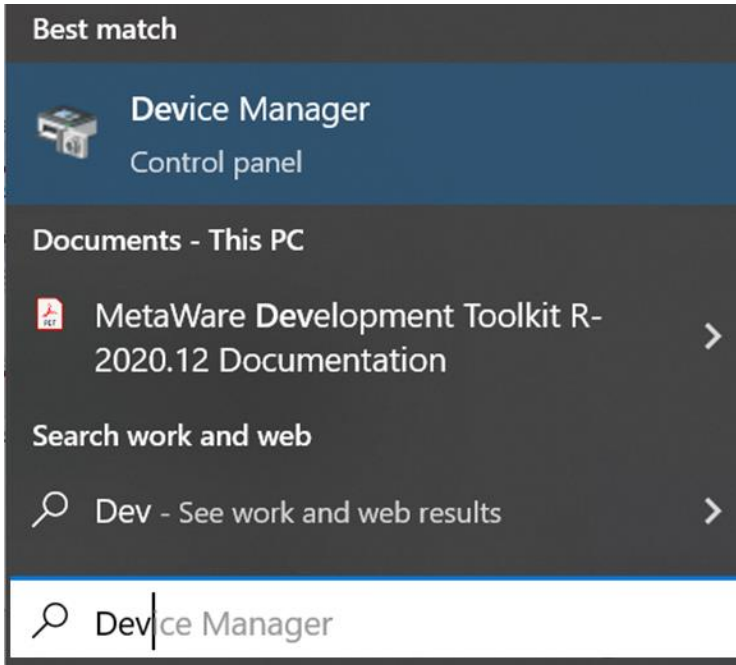 Best match
Device Manager
Control panel
Documents - This PC
MetaWare Development Toolkit R-
2020.12 Documentation
Search work and web
Dev - See work and web results
Device Manager